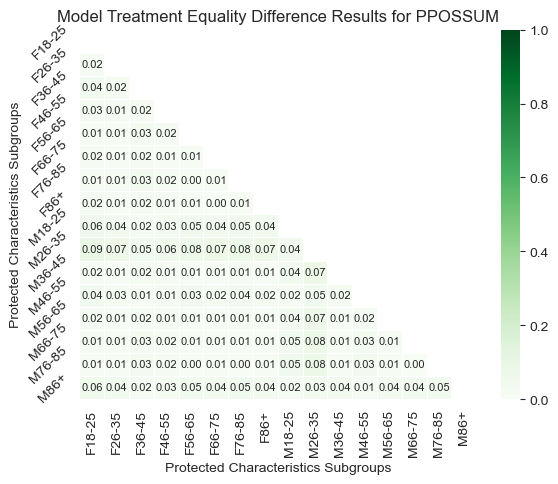 Model Treatment Equality Difference Results for PPOSSUM
Protected Characteristics Subgroups
F18-25
F26-35 0.02
F36-45 0.04 0.02
F46-55 0.03 0.01 0.02
F56-65 0.01 0.01 0.03 0.02
F66-75 0.02 0.01 0.02 0.01 0.01
F76-85 0.01 0.01 0.03 0.02 0.00 0.01
F86+ 0.02 0.01 0.02 0.01 0.01 0.00 0.01
M18-25 0.06 0.04 0.02 0.03 0.05 0.04 0.05 0.04
M26-35 0.09 0.07 0.05 0.06 0.08 0.07 0.08 0.07 0.04
M36-45 0.02 0.01 0.02 0.01 0.01 0.01 0.01 0.01 0.04 0.07
M46-55 0.04 0.03 0.01 0.01 0.03 0.02 0.04 0.02 0.02 0.05 0.02
M56-65 0.02 0.01 0.02 0.01 0.01 0.01 0.01 0.01 0.04 0.07 0.01 0.02
M66-75 0.01 0.01 0.03 0.02 0.01 0.01 0.01 0.01 0.05 0.08 0.01 0.03 0.01
M76-85 0.01 0.01 0.03 0.02 0.00 0.01 0.00 0.01 0.05 0.08 0.01 0.03 0.01 0.00
M86+ 0.06 0.04 0.02 0.03 0.05 0.04 0.05 0.04 0.02 0.03 0.04 0.01 0.04 0.04 0.05
F18-25 F26-35 F36-45 F46-55 F56-65 F66-75 F76-85 F86+ M18-25 M26-35 M36-45 M46-55 M56-65 M66-75 M76-85 M86+
Protected Characteristics Subgroups
1.0
0.8
0.6
0.4
0.2
0.0